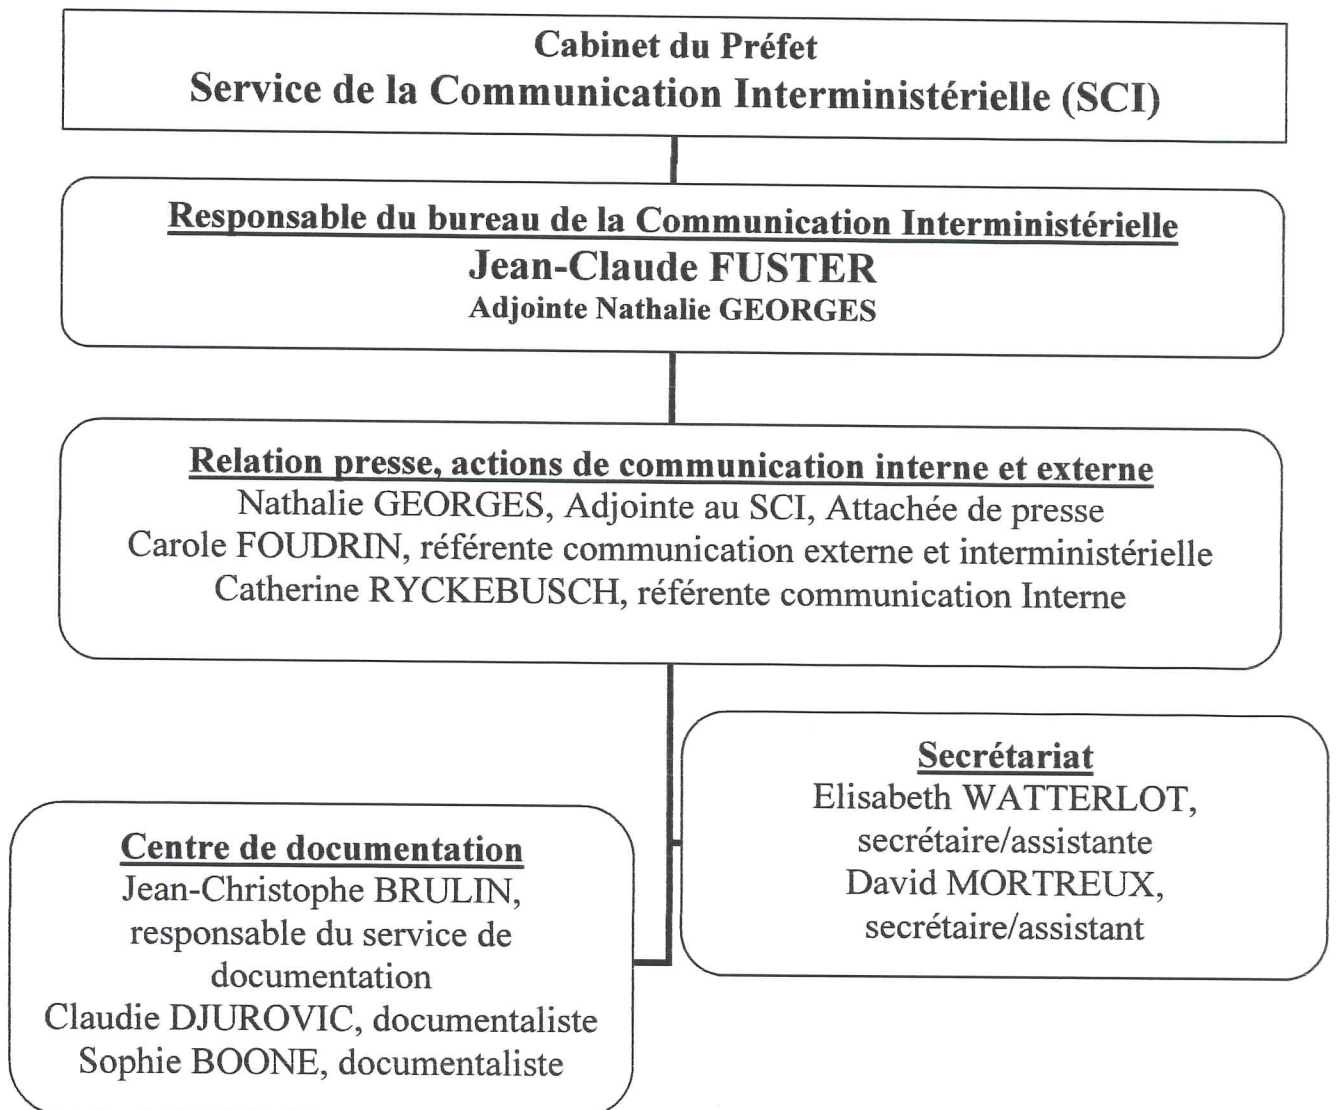 Cabinet du Préfet
Service de la Communication Interministérielle (SCI)
Responsable du bureau de la Communication Interministérielle
Jean-Claude FUSTER
Adjointe Nathalie GEORGES
Relation presse, actions de communication interne et externe
Nathalie GEORGES, Adjointe au SCI, Attachée de presse
Carole FOUDRIN, référente communication externe et interministérielle
Catherine RYCKEBUSCH, référente communication Interne
Secrétariat
Elisabeth WATTERLOT,
secrétaire/assistante
David MORTREUX,
secrétaire/assistant
Centre de documentation
Jean-Christophe BRULIN,
responsable du service de
documentation
Claudie DJUROVIC, documentaliste
Sophie BOONE, documentaliste